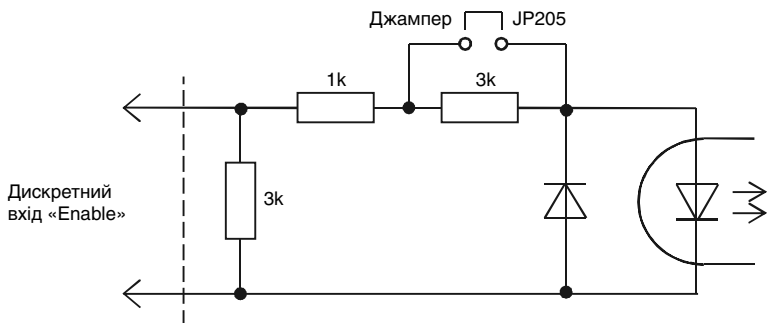 Джампер JP205
1k
3k
3k
Дискретний
вхід «Enable»